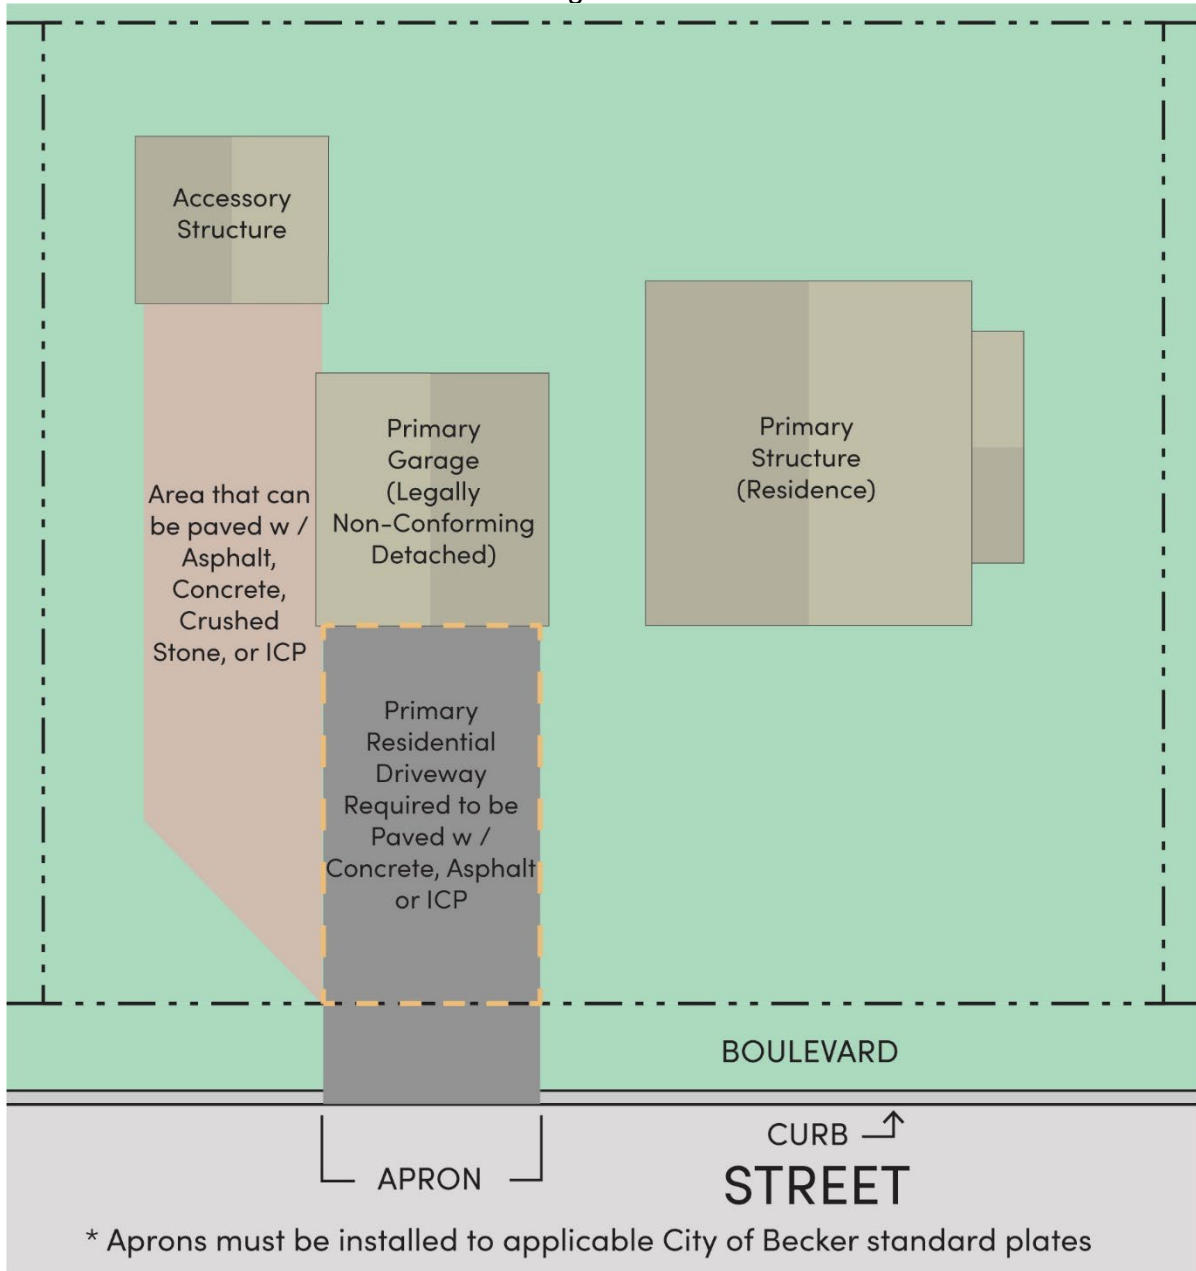 Accessory
Structure
Primary
Garage
(Legally
Non-Conforming
Detached)
Primary
Structure
(Residence)
Area that can
be paved w /
Asphalt,
Concrete,
Crushed
Stone, or ICP
Primary
Residential
Driveway
Required to be
Paved w /
Concrete, Asphalt
or ICP
BOULEVARD
CURB
APRON
STREET
* Aprons must be installed to applicable City of Becker standard plates